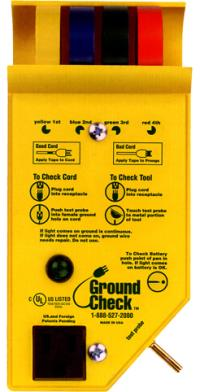 yellow 1st
blue 2nd
green 3rd
red 4th
Good Cord
Apply Tape to Cord
Bad Cord
Apply Tape to Prongs
To Check Cord
Plug cord
into receptacle
Push test probe
into female ground
hole on cord
To Check Tool
Plug cord
into receptacle
Touch test probe
to metal portion
of tool
If light comes on ground is continuance.
If light does not come on, ground wire
needs repair. Do not use.
Ground
Check
TM
1-888-527-2000
MADE IN USA
To Check Battery
push point of pen in
hole. If light comes
on battery is OK.
C UL US LISTED
US and Foreign
Patents Pending
test probe